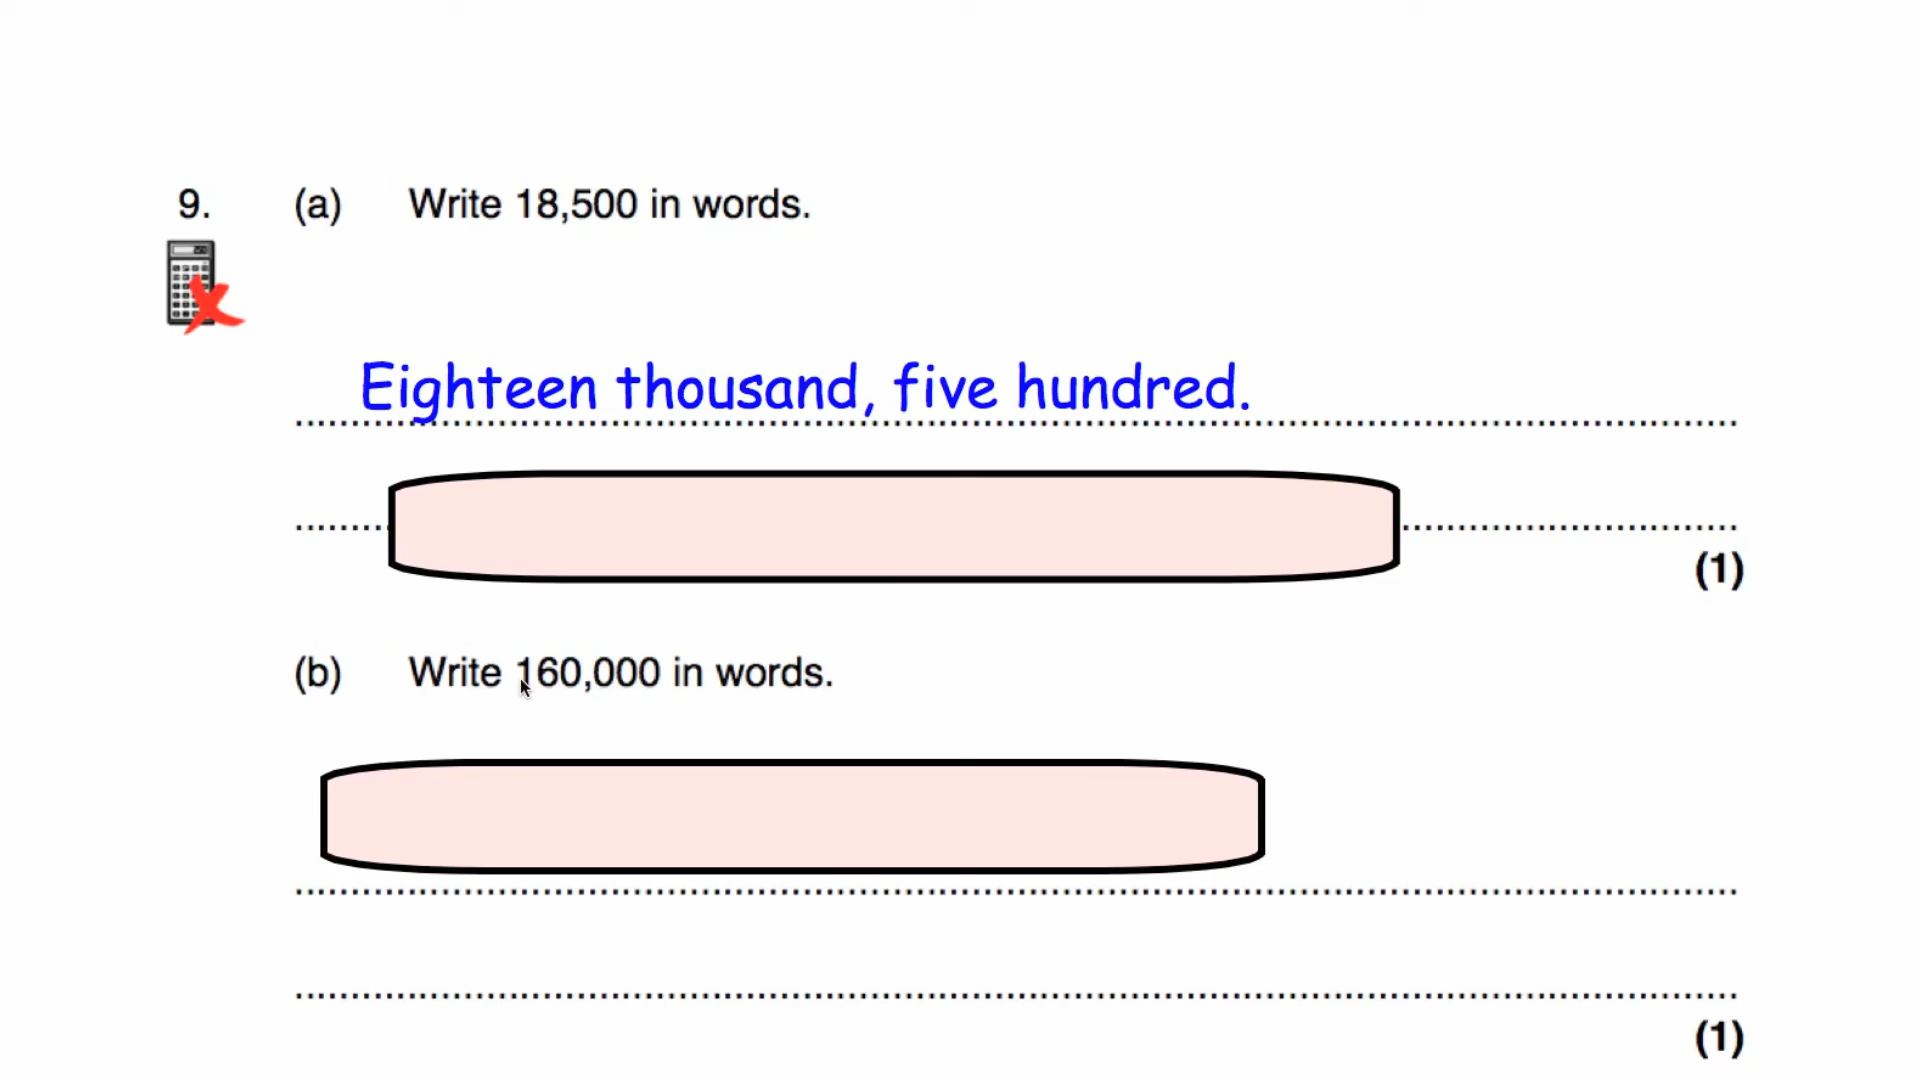 9. (a) Write 18,500 in words.
Eighteen thousand, five hundred.
(1)
(b) Write 160,000 in words.
(1)